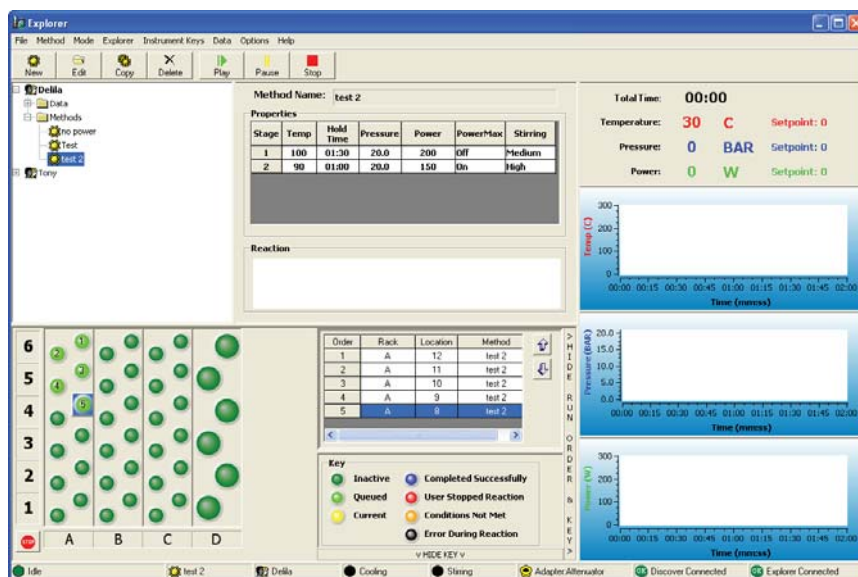 Explorer
File Method Mode Explorer Instrument Keys Data Options Help
New Edit Copy Delete Play Pause Stop
Delila
Data
Methods
no power
Test
test 2
Tony
Method Name: test 2
Properties
Stage Temp Hold Time Pressure Power PowerMax Stirring
1 100 01:30 20.0 200 Off Medium
2 90 01:00 20.0 150 On High
Reaction
Total Time: 00:00
Temperature: 30 C Setpoint: 0
Pressure: 0 BAR Setpoint: 0
Power: 0 W Setpoint: 0
Temp (C)
300
200
100
0
00:00 00:15 00:30 00:45 01:00 01:15 01:30 01:45 02:00
Time (mm:ss)
6
5
4
3
2
1
1
2
3
4
5
STOP
A B C D
Order Rack Location Method
1 A 12 test 2
2 A 11 test 2
3 A 10 test 2
4 A 9 test 2
5 A 8 test 2
> HIDE RUN ORDER & KEY >
Key
Inactive
Queued
Current
Completed Successfully
User Stopped Reaction
Conditions Not Met
Error During Reaction
v HIDE KEY v
Pressure (BAR)
20.0
15.0
10.0
5.0
0.0
00:00 00:15 00:30 00:45 01:00 01:15 01:30 01:45 02:00
Time (mm:ss)
Power (W)
300
200
100
0
00:00 00:15 00:30 00:45 01:00 01:15 01:30 01:45 02:00
Time (mm:ss)
Idle test 2 Delila Cooling Stirring Adapter Attenuator OK Discover Connected OK Explorer Connected